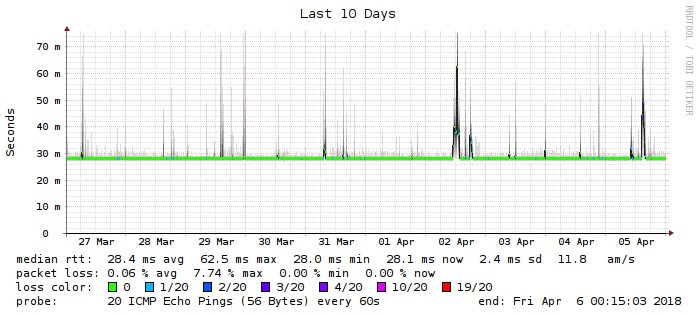 Last 10 Days
RRDTOOL / TOBI OETIKER
Seconds
70 m
60 m
50 m
40 m
30 m
20 m
10 m
0
27 Mar 28 Mar 29 Mar 30 Mar 31 Mar 01 Apr 02 Apr 03 Apr 04 Apr 05 Apr
median rtt: 28.4 ms avg 62.5 ms max 28.0 ms min 28.1 ms now 2.4 ms sd 11.8 am/s
packet loss: 0.06 % avg 7.74 % max 0.00 % min 0.00 % now
loss color: 0 1/20 2/20 3/20 4/20 10/20 19/20
probe: 20 ICMP Echo Pings (56 Bytes) every 60s end: Fri Apr 6 00:15:03 2018